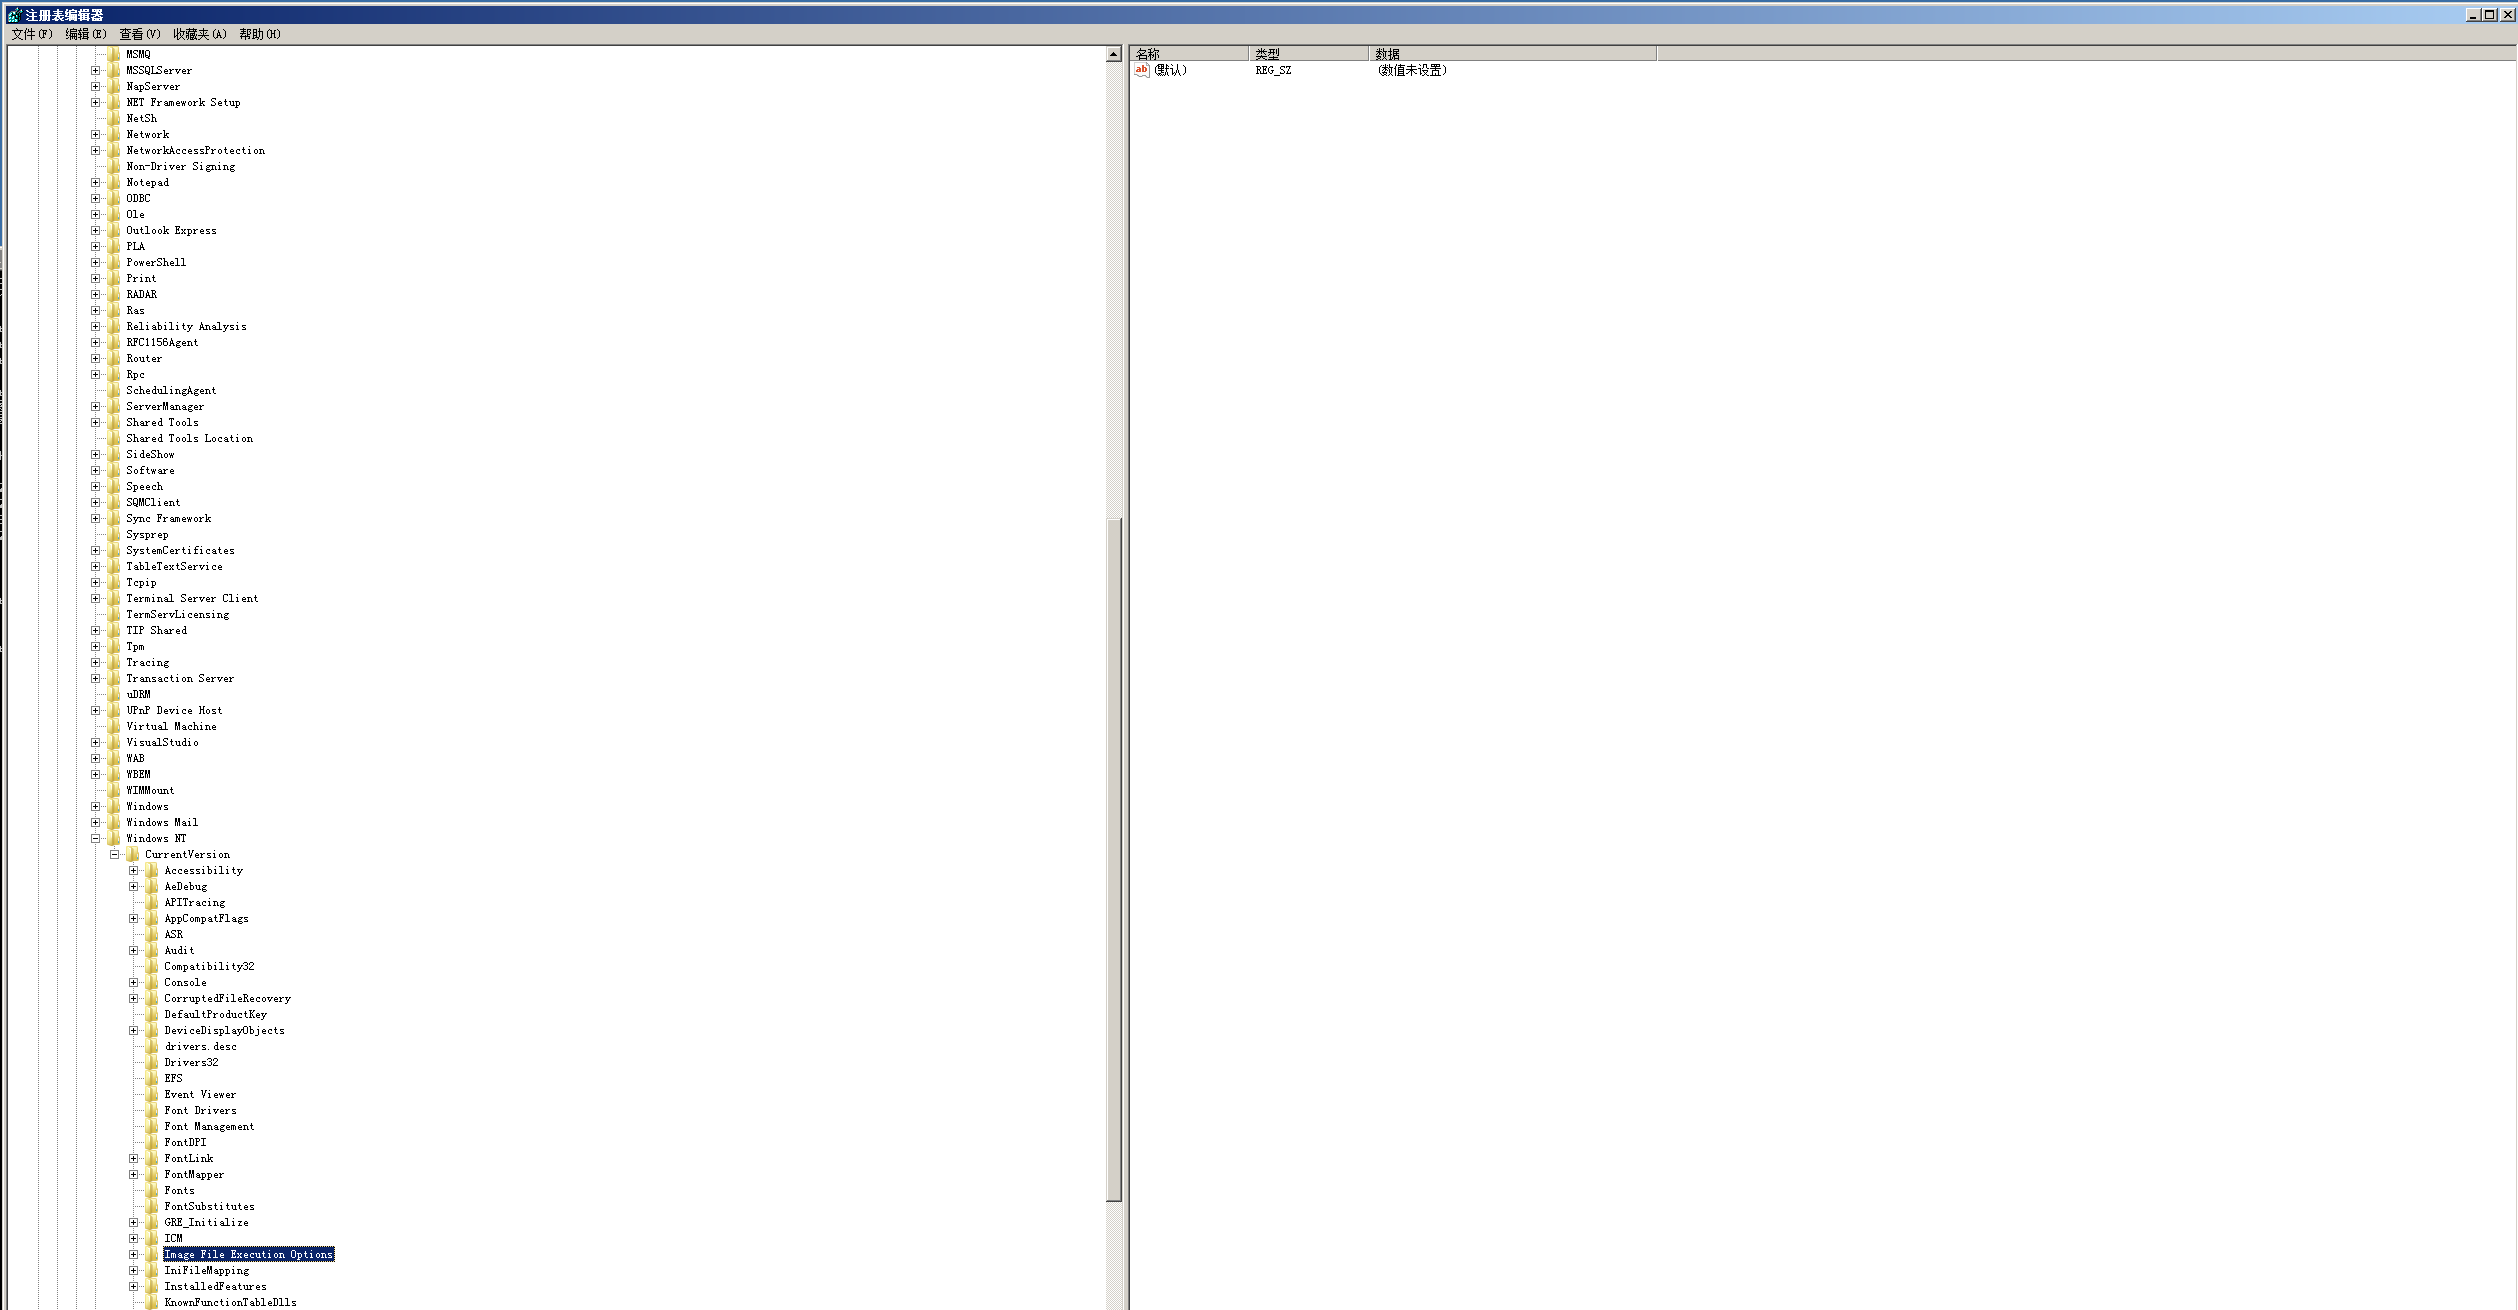 注册表编辑器
文件(F) 编辑(E) 查看(V) 收藏夹(A) 帮助(H)
MSMQ
MSSQLServer
NapServer
NET Framework Setup
NetSh
Network
NetworkAccessProtection
Non-Driver Signing
Notepad
ODBC
Ole
Outlook Express
PLA
PowerShell
Print
RADAR
Ras
Reliability Analysis
RFC1156Agent
Router
Rpc
SchedulingAgent
ServerManager
Shared Tools
Shared Tools Location
SideShow
Software
Speech
SQMClient
Sync Framework
Sysprep
SystemCertificates
TableTextService
Tcpip
Terminal Server Client
TermServLicensing
TIP Shared
Tpm
Tracing
Transaction Server
uDRM
UPnP Device Host
Virtual Machine
VisualStudio
WAB
WBEM
WIMMount
Windows
Windows Mail
Windows NT
CurrentVersion
Accessibility
AeDebug
APITracing
AppCompatFlags
ASR
Audit
Compatibility32
Console
CorruptedFileRecovery
DefaultProductKey
DeviceDisplayObjects
drivers.desc
Drivers32
EFS
Event Viewer
Font Drivers
Font Management
FontDPI
FontLink
FontMapper
Fonts
FontSubstitutes
GRE_Initialize
ICM
Image File Execution Options
IniFileMapping
InstalledFeatures
KnownFunctionTableDlls
名称 类型 数据
ab (默认) REG_SZ (数值未设置)